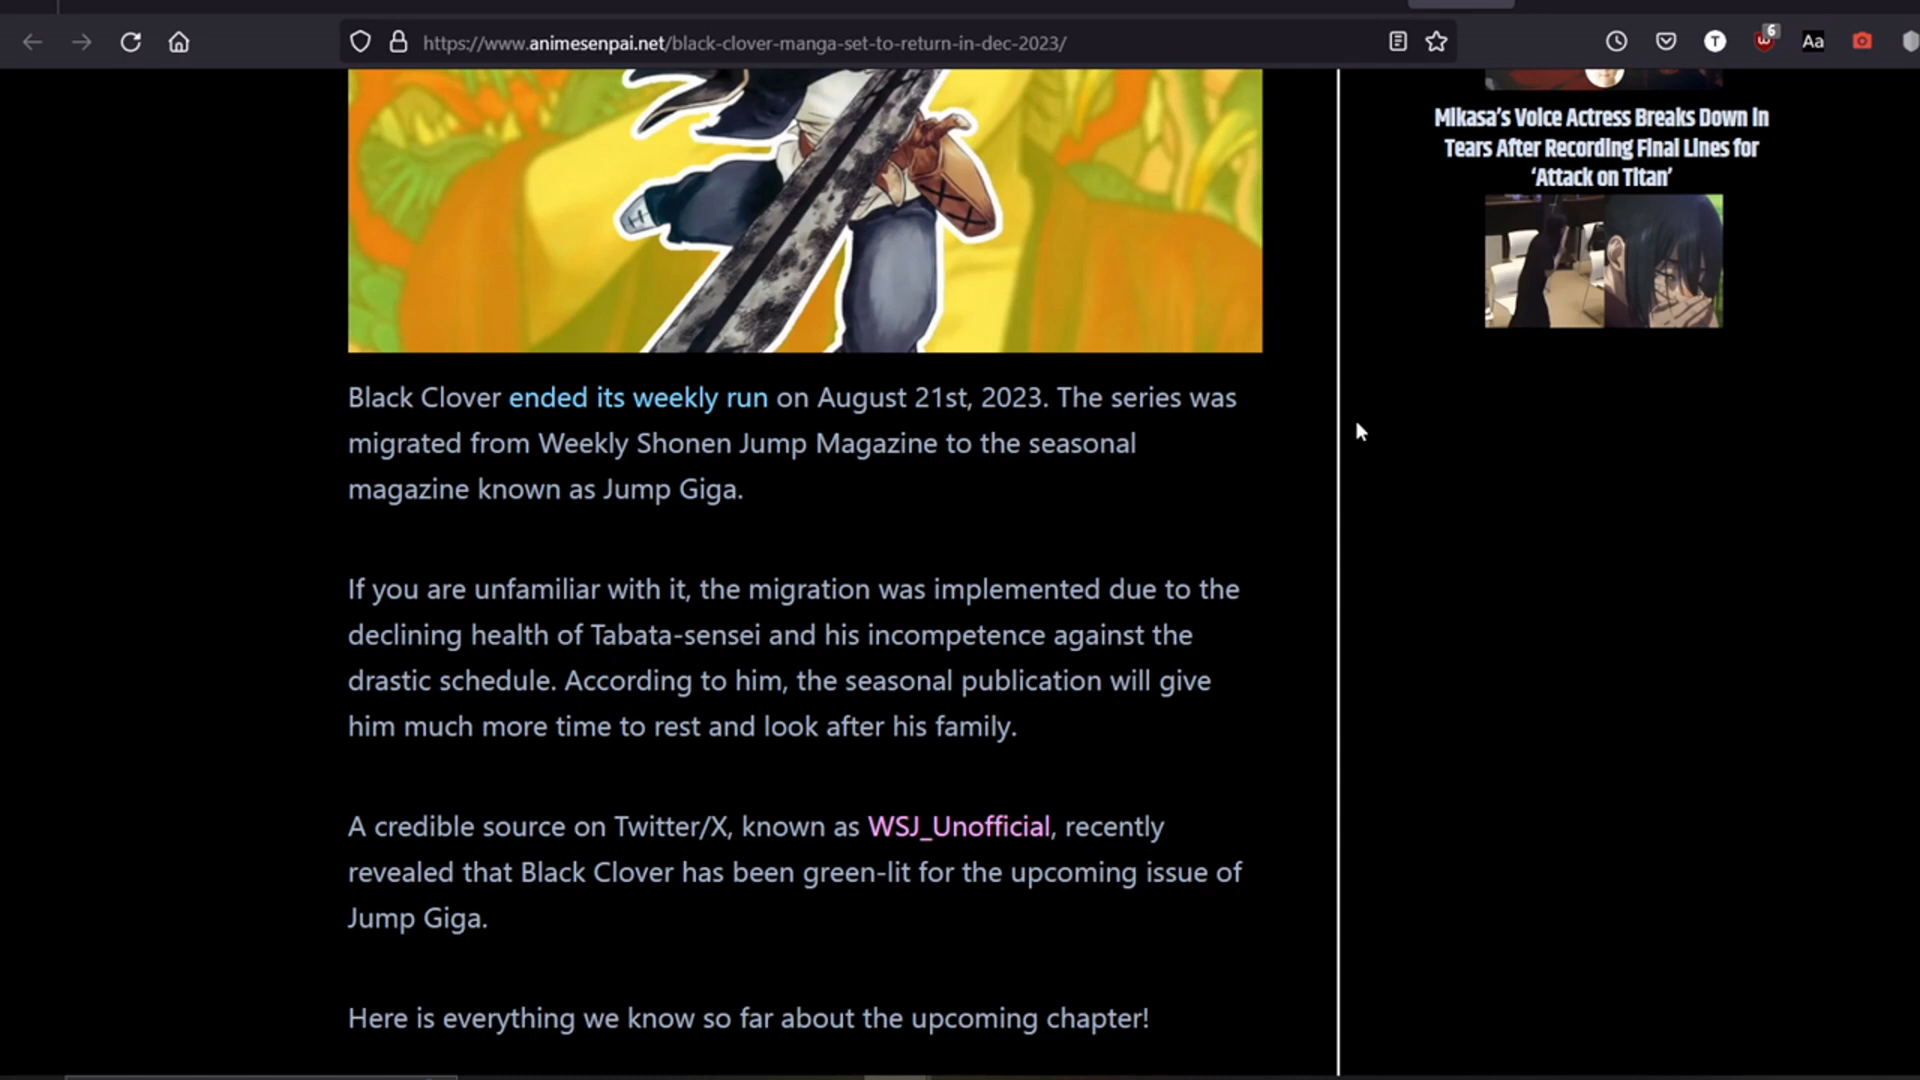 https://www.animesenpai.net/black-clover-manga-set-to-return-in-dec-2023/
T
6
Aa
Mikasa's Voice Actress Breaks Down in
Tears After Recording Final Lines for
'Attack on Titan'
Black Clover ended its weekly run on August 21st, 2023. The series was
migrated from Weekly Shonen Jump Magazine to the seasonal
magazine known as Jump Giga.
If you are unfamiliar with it, the migration was implemented due to the
declining health of Tabata-sensei and his incompetence against the
drastic schedule. According to him, the seasonal publication will give
him much more time to rest and look after his family.
A credible source on Twitter/X, known as WSJ_Unofficial, recently
revealed that Black Clover has been green-lit for the upcoming issue of
Jump Giga.
Here is everything we know so far about the upcoming chapter!